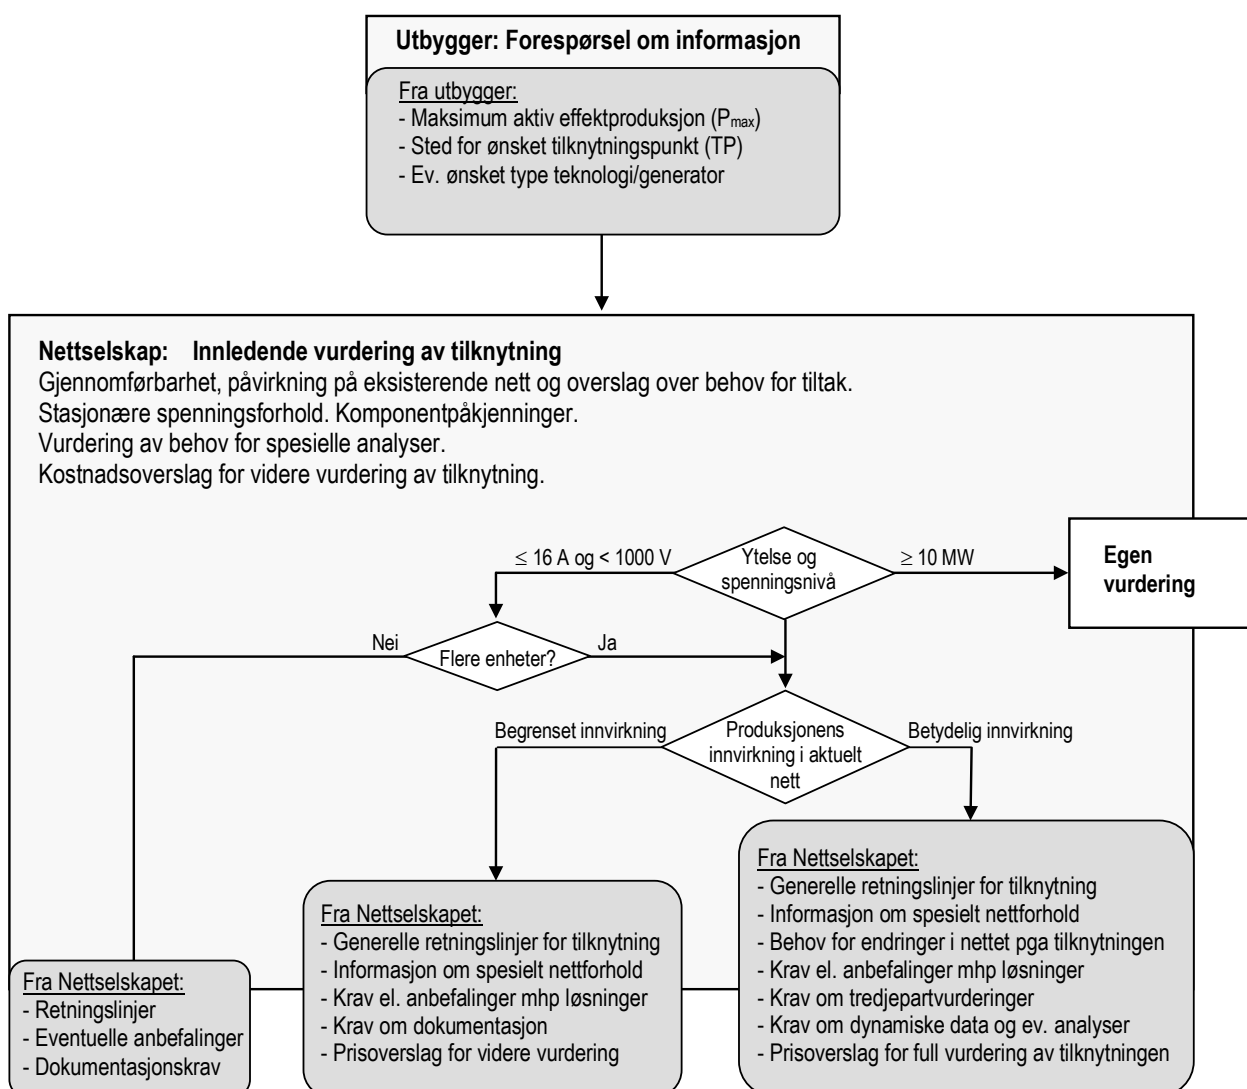 Utbygger: Forespørsel om informasjon
Fra utbygger:
- Maksimum aktiv effektproduksjon (Pmax)
- Sted for ønsket tilknytningspunkt (TP)
- Ev. ønsket type teknologi/generator
Nettselskap: Innledende vurdering av tilknytning
Gjennomførbarhet, påvirkning på eksisterende nett og overslag over behov for tiltak.
Stasjonære spenningsforhold. Komponentpåkjenninger.
Vurdering av behov for spesielle analyser.
Kostnadsoverslag for videre vurdering av tilknytning.
≤ 16 A og < 1000 V
Ytelse og
spenningsnivå
≥ 10 MW
Egen
vurdering
Nei
Flere enheter?
Ja
Begrenset innvirkning
Produksjonens
innvirkning i aktuelt
nett
Betydelig innvirkning
Fra Nettselskapet:
- Retningslinjer
- Eventuelle anbefalinger
- Dokumentasjonskrav
Fra Nettselskapet:
- Generelle retningslinjer for tilknytning
- Informasjon om spesielt nettforhold
- Krav el. anbefalinger mhp løsninger
- Krav om dokumentasjon
- Prisoverslag for videre vurdering
Fra Nettselskapet:
- Generelle retningslinjer for tilknytning
- Informasjon om spesielt nettforhold
- Behov for endringer i nettet pga tilknytningen
- Krav el. anbefalinger mhp løsninger
- Krav om tredjepartvurderinger
- Krav om dynamiske data og ev. analyser
- Prisoverslag for full vurdering av tilknytningen